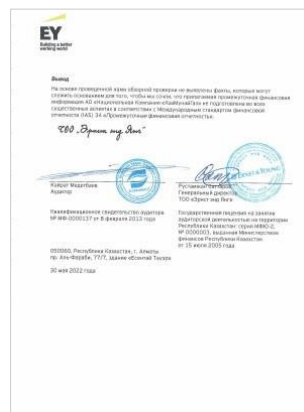 EY
Building a better
working world
Вывод
На основе проведенной нами обзорной проверки не выявлены факты, которые могут
служить основанием для того, чтобы мы сочли, что прилагаемая промежуточная финансовая
информация АО «Национальная Компания «КазМунайГаз» не подготовлена во всех
существенных аспектах в соответствии с Международным стандартом финансовой
отчетности (IAS) 34 «Промежуточная финансовая отчетность».
ТОО „Эрнст энд Янг"
Кайрат Медетбаев
Аудитор
Рустамжан Саттаров
Генеральный директор
ТОО «Эрнст энд Янг»
Квалификационное свидетельство аудитора
№ МФ-0000137 от 8 февраля 2013 года
Государственная лицензия на занятие
аудиторской деятельностью на территории
Республики Казахстан: серия МФЮ-2,
№ 0000003, выданная Министерством
финансов Республики Казахстан
от 15 июля 2005 года
050060, Республика Казахстан, г. Алматы
пр. Аль-Фараби, 77/7, здание «Есентай Тауэр»
30 мая 2022 года